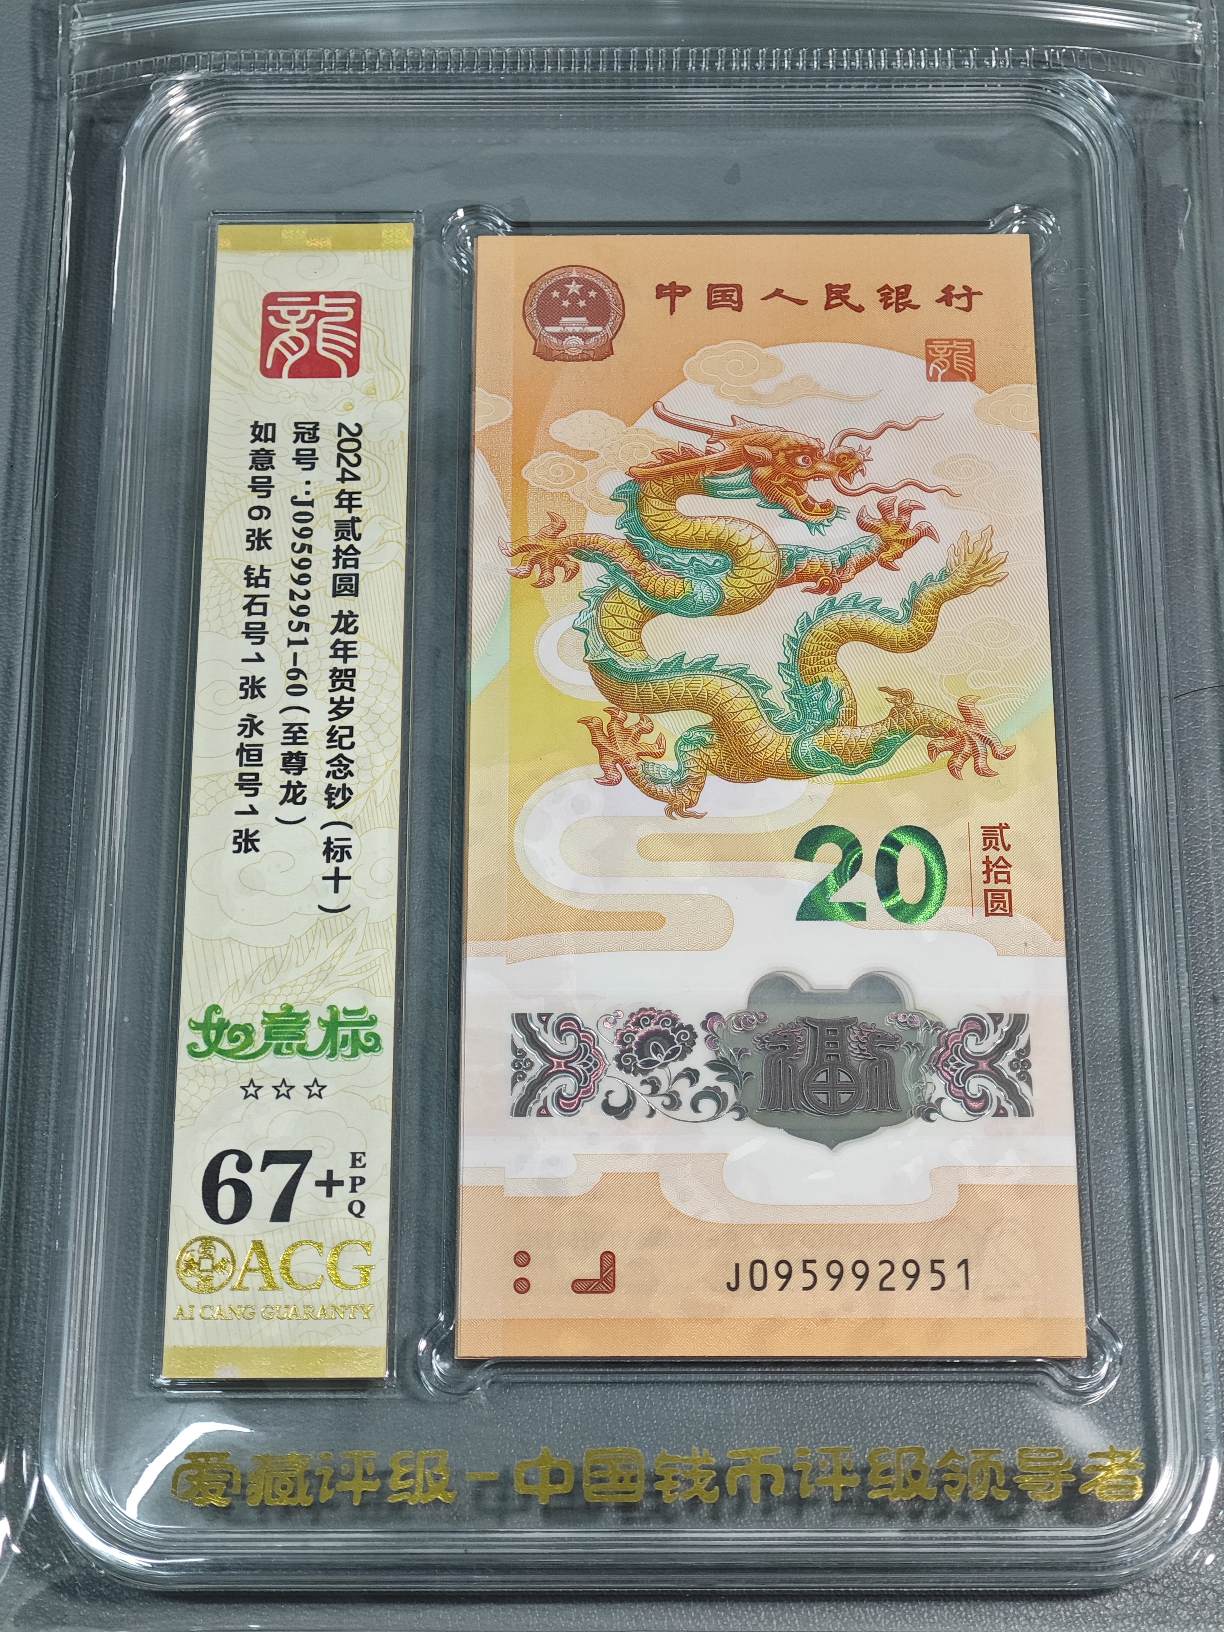 龍
2024年贰拾圆 龙年贺岁纪念钞(标十)
冠号:J095992951-60(至尊龙)
如意号6张 钻石号1张 永恒号1张
如意标
☆☆☆
67+EPQ
ACG
AI CANG GUARANTY
中国人民银行
龍
20
贰拾圆
福
J095992951
爱藏评级-中国钱币评级领导者